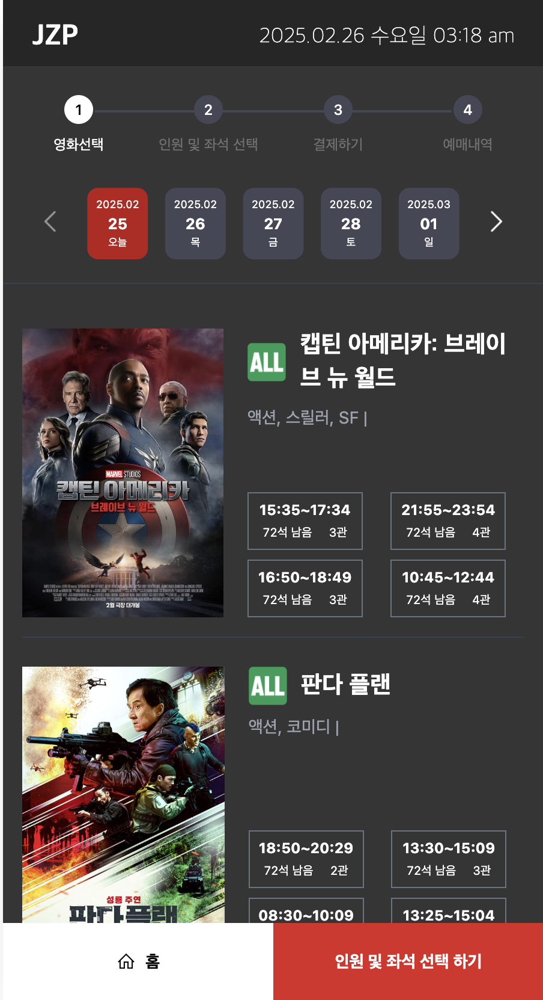 JZP
2025.02.26 수요일 03:18 am
1
2
3
4
영화선택
인원 및 좌석 선택
결제하기
예매내역
2025.02
25
오늘
2025.02
26
목
2025.02
27
금
2025.02
28
토
2025.03
01
일
MARVEL STUDIOS
캡틴 아메리카
브레이브 뉴 월드
2월 극장 대개봉
ALL
캡틴 아메리카: 브레이
브 뉴 월드
액션, 스릴러, SF |
15:35~17:34
72석 남음 3관
21:55~23:54
72석 남음 4관
16:50~18:49
72석 남음 3관
10:45~12:44
72석 남음 4관
성룡 주연
판다플랜
ALL
판다 플랜
액션, 코미디 |
18:50~20:29
72석 남음 2관
13:30~15:09
72석 남음 3관
08:30~10:09
13:25~15:04
홈
인원 및 좌석 선택 하기